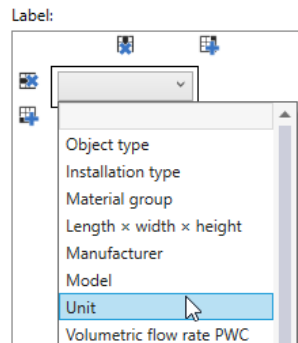 Label:
Object type
Installation type
Material group
Length × width × height
Manufacturer
Model
Unit
Volumetric flow rate PWC